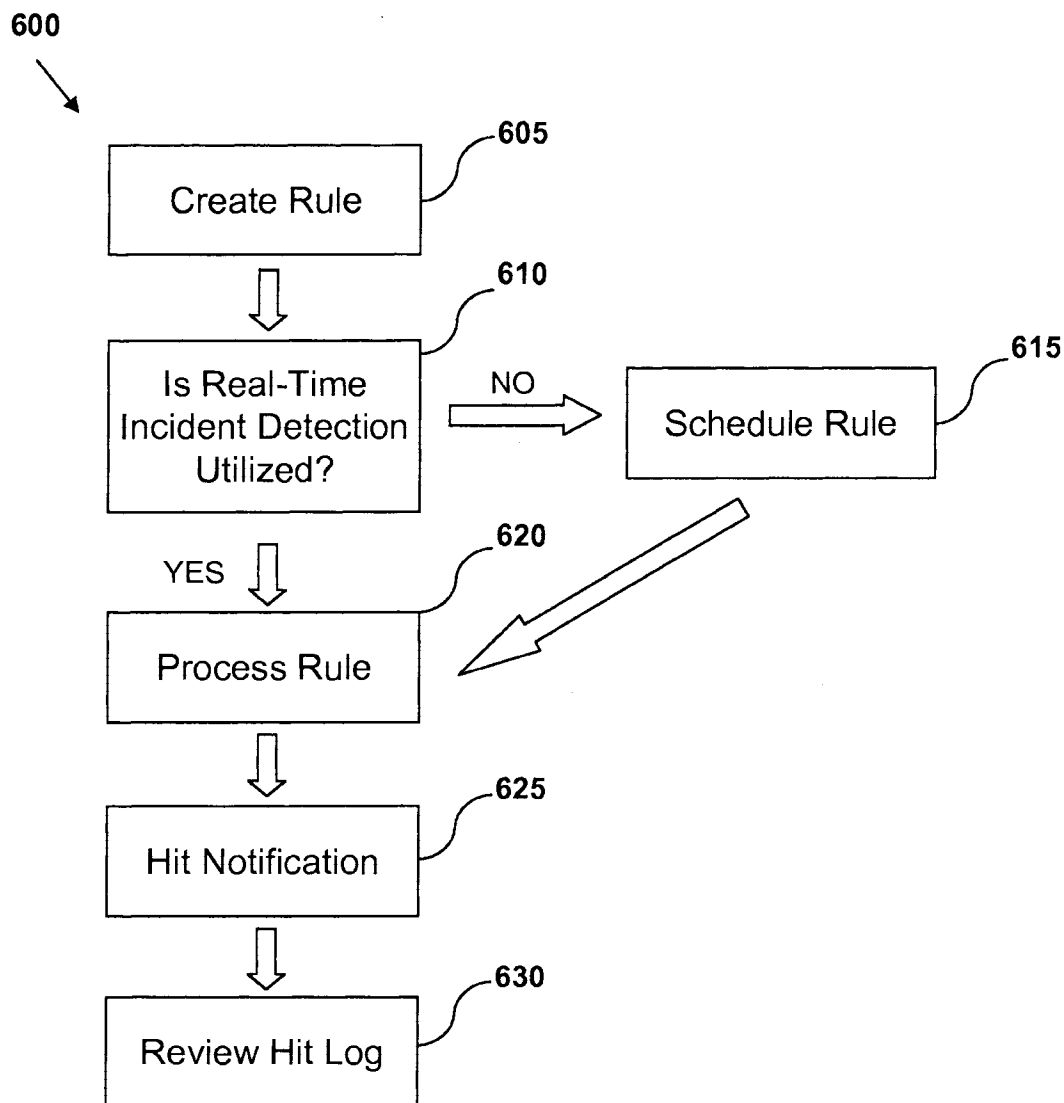 600
605
Create Rule
610
Is Real-Time
Incident Detection
Utilized?
NO
615
Schedule Rule
YES
620
Process Rule
625
Hit Notification
630
Review Hit Log